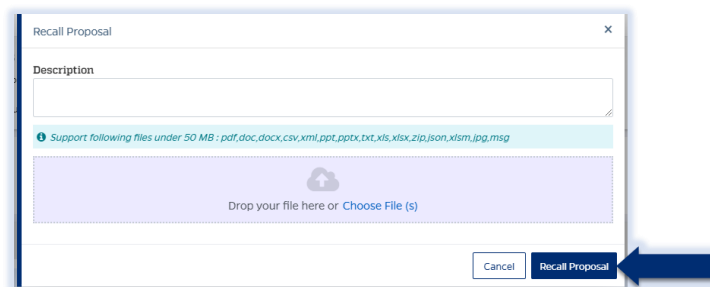 Recall Proposal ×
Description
Support following files under 50 MB : pdf,doc,docx,csv,xml,ppt,pptx,txt,xls,xlsx,zip,json,xlsm,jpg,msg
Drop your file here or Choose File (s)
Cancel Recall Proposal